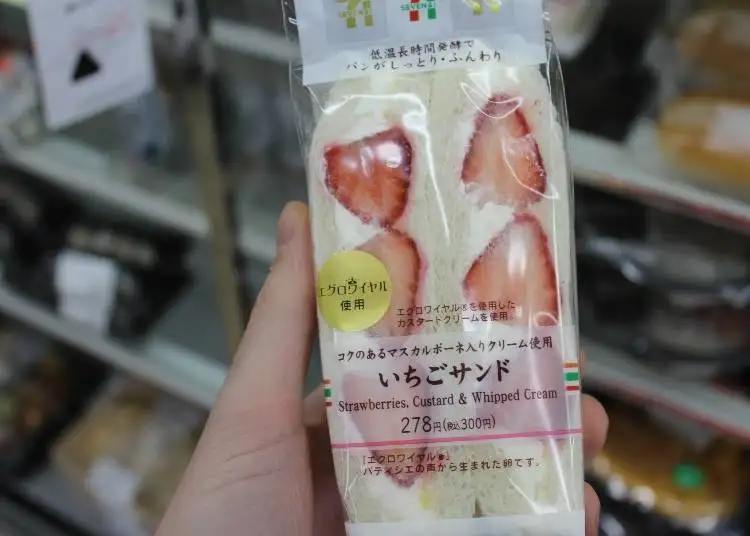 SEVEN
SEVEN
低温長時間発酵で
パンがしっとり・ふんわり
エグロワイヤル
使用
エグロワイヤル®を使用した
カスタードクリームを使用。
コクのあるマスカルポーネ入りクリーム使用
いちごサンド
Strawberries, Custard & Whipped Cream
278円(税込300円)
[エグロワイヤル®]
パティシエの声から生まれた卵です。